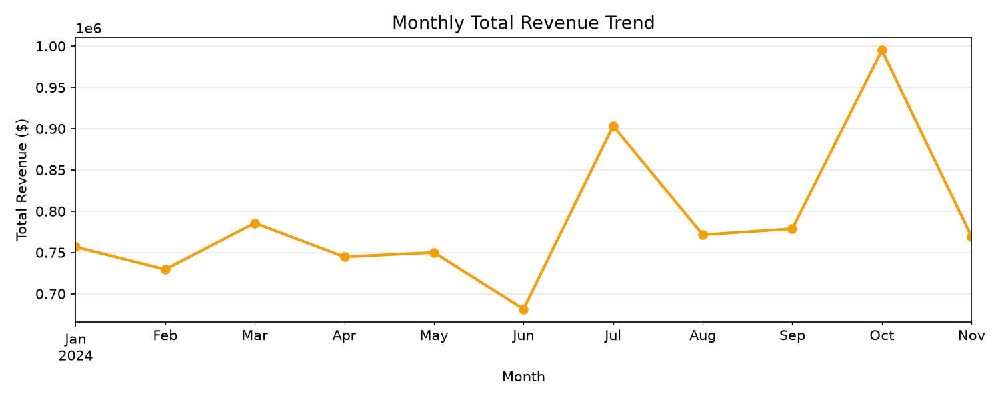 Monthly Total Revenue Trend
1e6
1.00
0.95
0.90
0.85
0.80
0.75
0.70
Total Revenue ($)
Jan Feb Mar Apr May Jun Jul Aug Sep Oct Nov
2024
Month